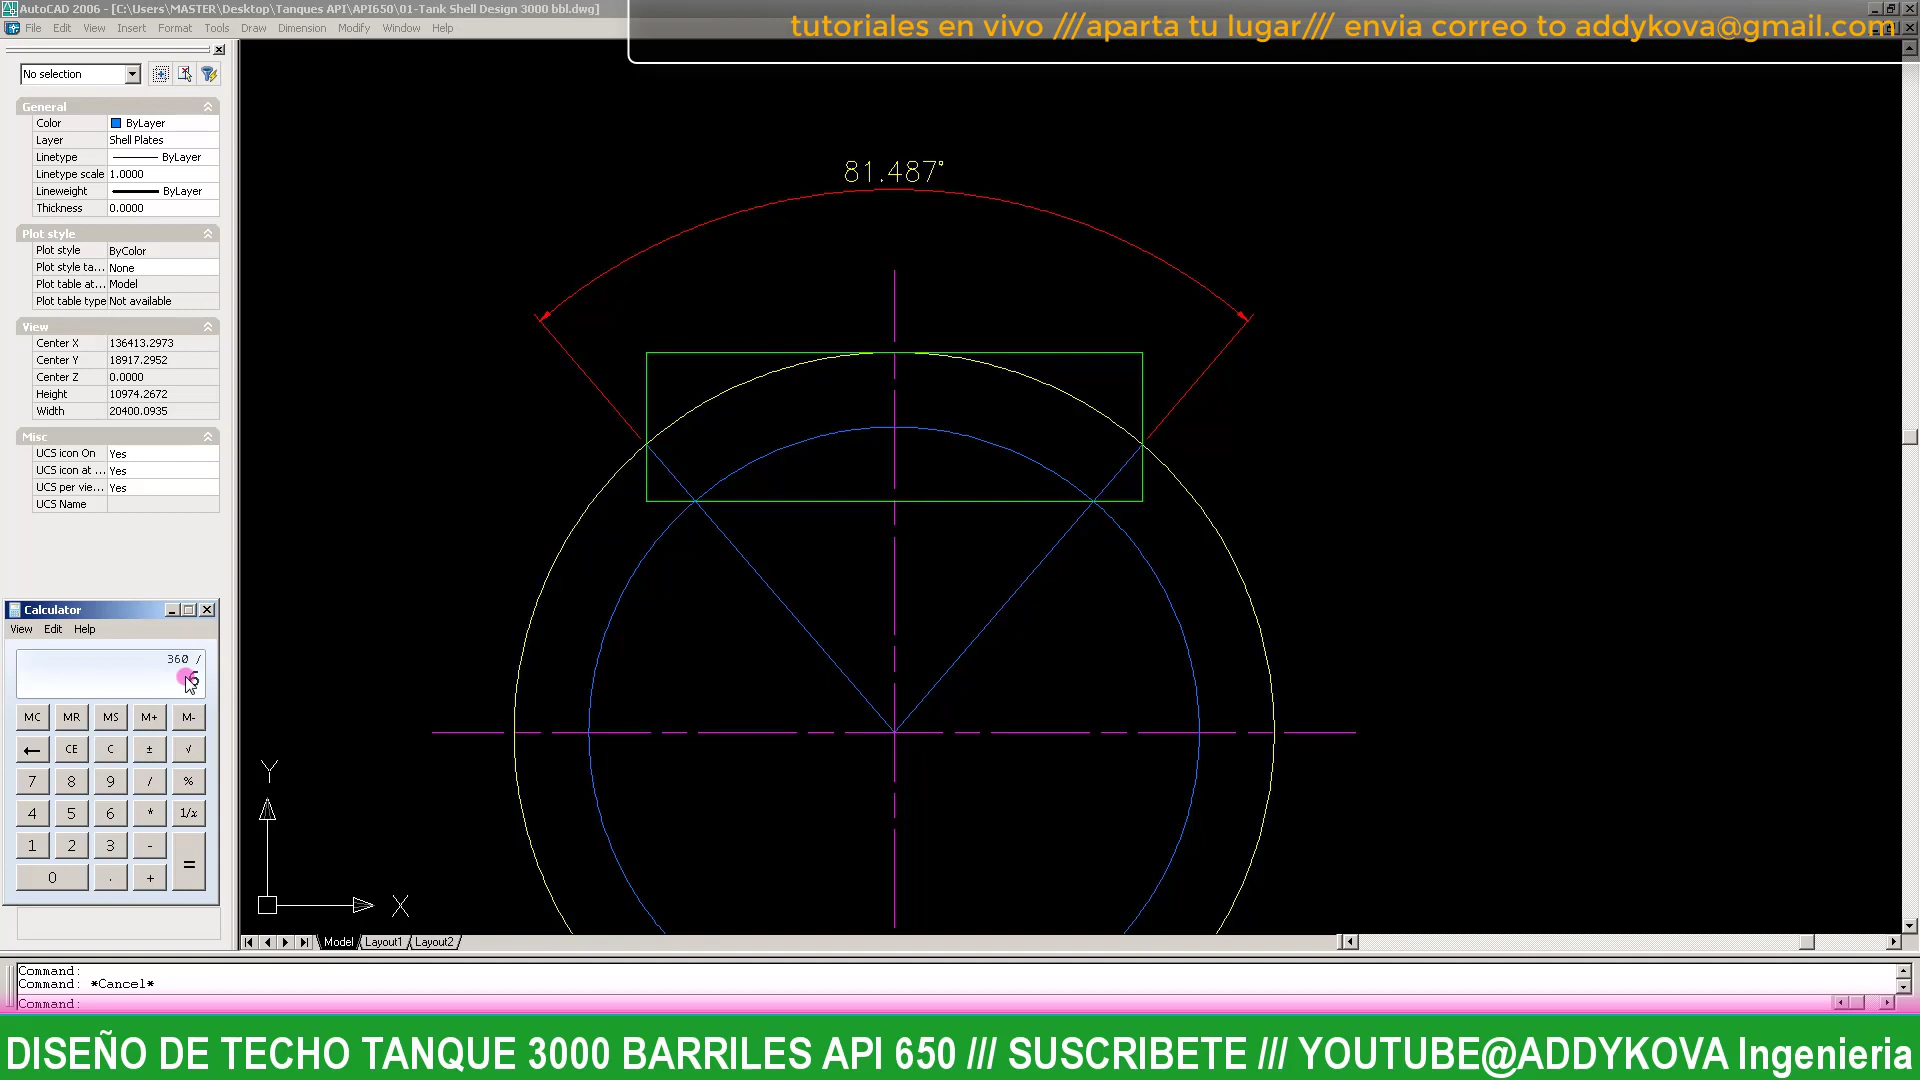 AutoCAD 2006 - [C:\Users\MASTER\Desktop\Tanques API\API650\01-Tank Shell Design 3000 bbl.dwg]
tutoriales en vivo ///aparta tu lugar/// envia correo to addykova@gmail.com
File Edit View Insert Format Tools Draw Dimension Modify Window Help
No selection
General
Color ByLayer
Layer Shell Plates
Linetype ByLayer
Linetype scale 1.0000
Lineweight ByLayer
Thickness 0.0000
Plot style
Plot style ByColor
Plot style ta... None
Plot table at... Model
Plot table type Not available
View
Center X 136413.2973
Center Y 18917.2952
Center Z 0.0000
Height 10974.2672
Width 20400.0935
Misc
UCS icon On Yes
UCS icon at ... Yes
UCS per vie... Yes
UCS Name
81.487°
Calculator
View Edit Help
360 /
MC MR MS M+ M-
← CE C ± √
7 8 9 / %
4 5 6 * 1/x
1 2 3 - =
0 . +
Y
X
Model Layout1 Layout2
Command:
Command: *Cancel*
Command:
DISEÑO DE TECHO TANQUE 3000 BARRILES API 650 /// SUSCRIBETE /// YOUTUBE@ADDYKOVA Ingenieria